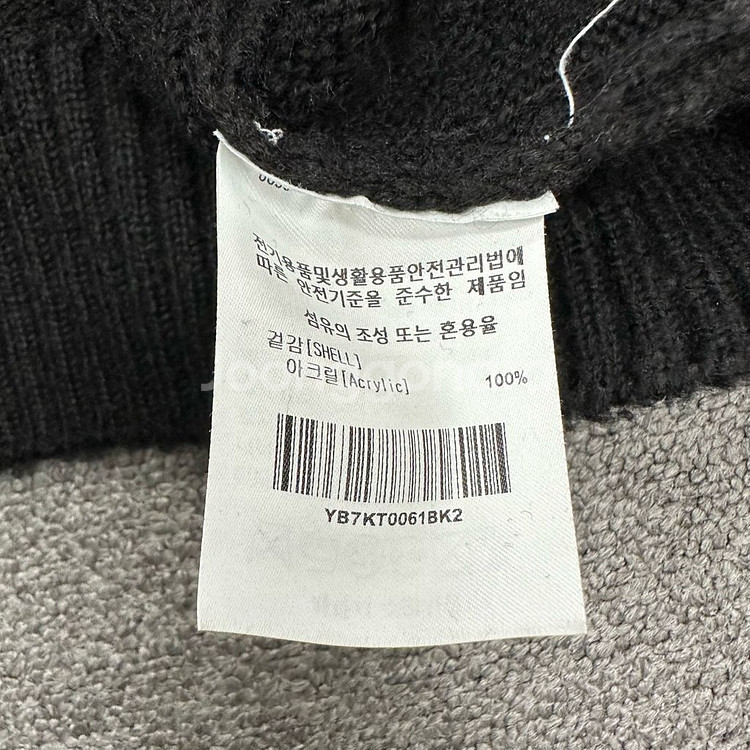 전기용품및생활용품안전관리법에
따른 안전기준을 준수한 제품임
섬유의 조성 또는 혼용율
겉감[SHELL]
아크릴[Acrylic] 100%
YB7KT0061BK2